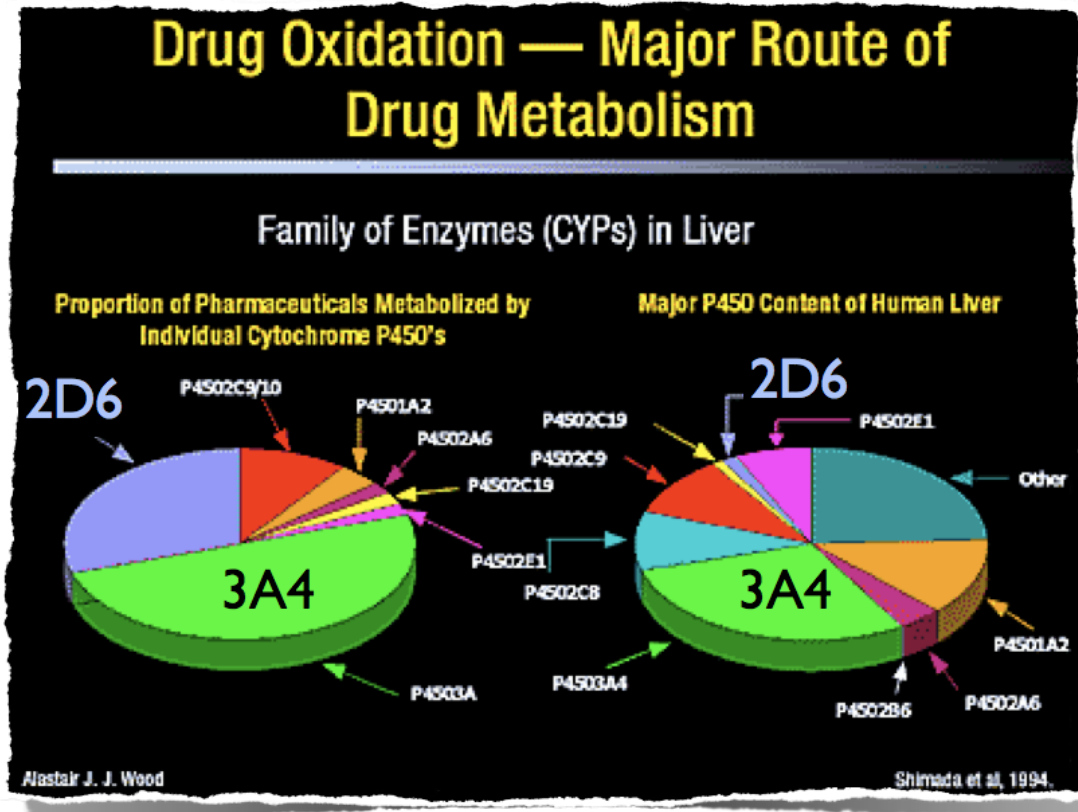 Drug Oxidation — Major Route of
Drug Metabolism
Family of Enzymes (CYPs) in Liver
Proportion of Pharmaceuticals Metabolized by
Individual Cytochrome P450's
2D6
P4502C9/10
P4501A2
P4502A6
P4502C19
P4502E1
3A4
P4503A
Major P450 Content of Human Liver
2D6
P4502C19
P4502E1
P4502C9
Other
P4502C8
3A4
P4501A2
P4503A4
P4502B6
P4502A6
Alastair J. J. Wood
Shimada et al, 1994.